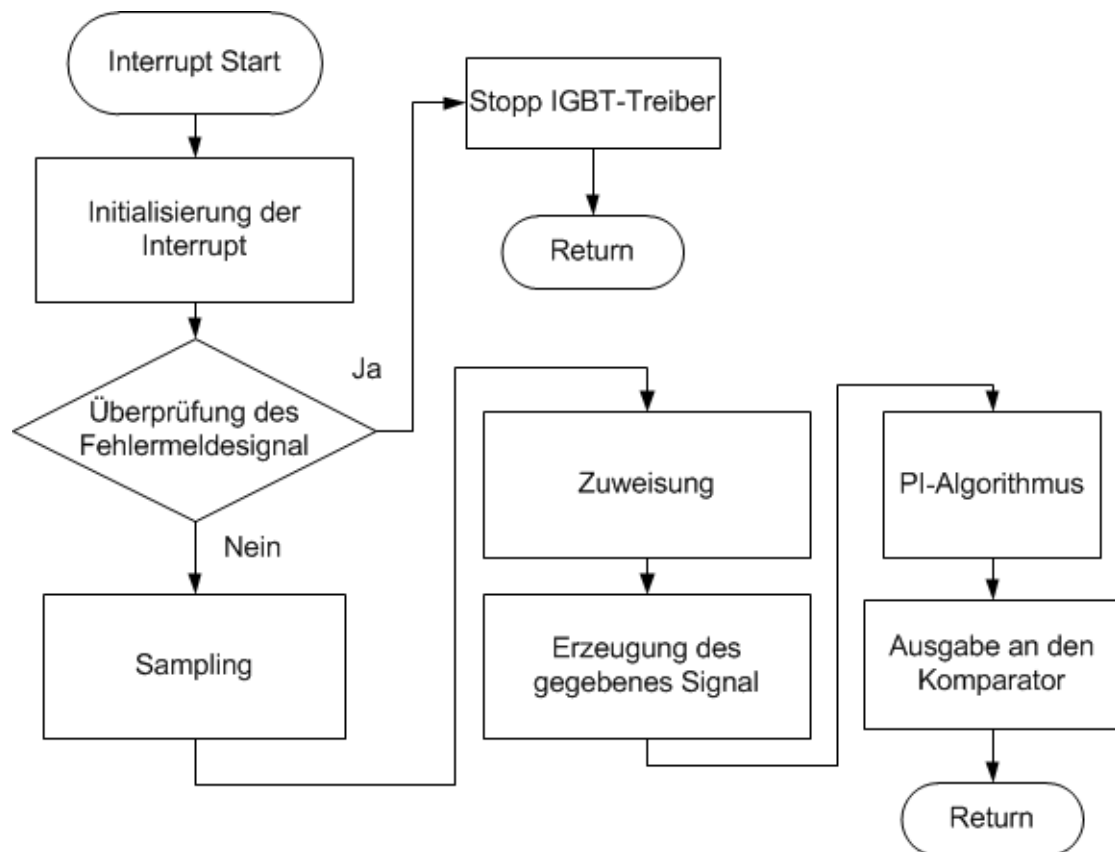 Interrupt Start
Initialisierung der
Interrupt
Überprüfung des
Fehlermeldesignal
Ja
Stopp IGBT-Treiber
Return
Nein
Sampling
Zuweisung
Erzeugung des
gegebenes Signal
PI-Algorithmus
Ausgabe an den
Komparator
Return